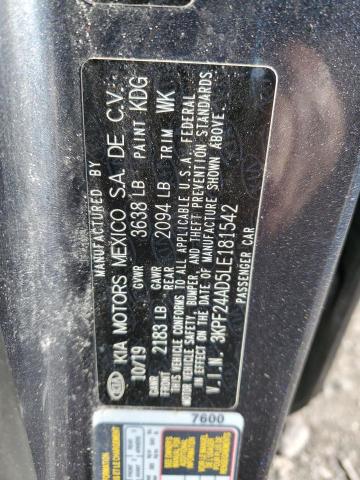 MANUFACTURED BY
KIA KIA MOTORS MEXICO S.A. DE C.V.
10/19 GVWR 3638 LB PAINT KDG
GAWR FRONT 2183 LB GAWR REAR 2094 LB TRIM WK
THIS VEHICLE CONFORMS TO ALL APPLICABLE U.S.A. FEDERAL
MOTOR VEHICLE SAFETY, BUMPER, AND THEFT PREVENTION STANDARDS
IN EFFECT ON THE DATE OF MANUFACTURE SHOWN ABOVE.
V.I.N. 3KPF24AD5LE181542
PASSENGER CAR
7600